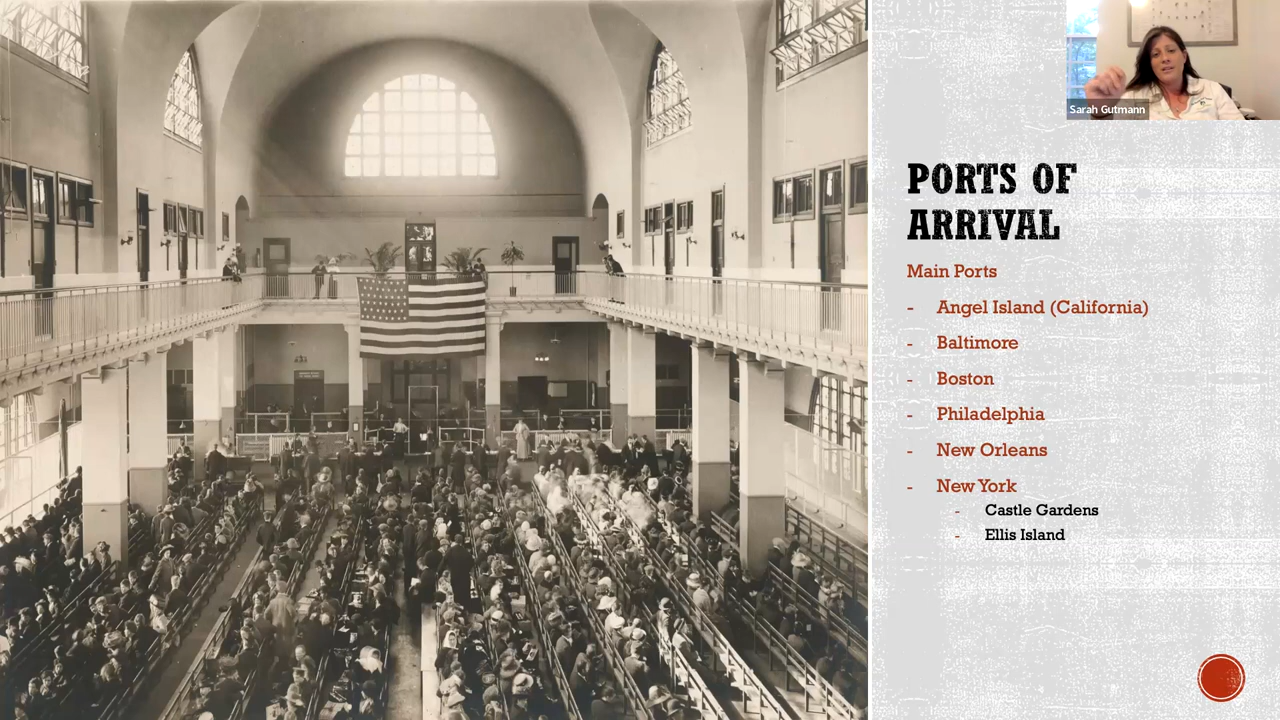 Sarah Gutmann
PORTS OF
ARRIVAL
Main Ports
- Angel Island (California)
- Baltimore
- Boston
- Philadelphia
- New Orleans
- New York
- Castle Gardens
- Ellis Island